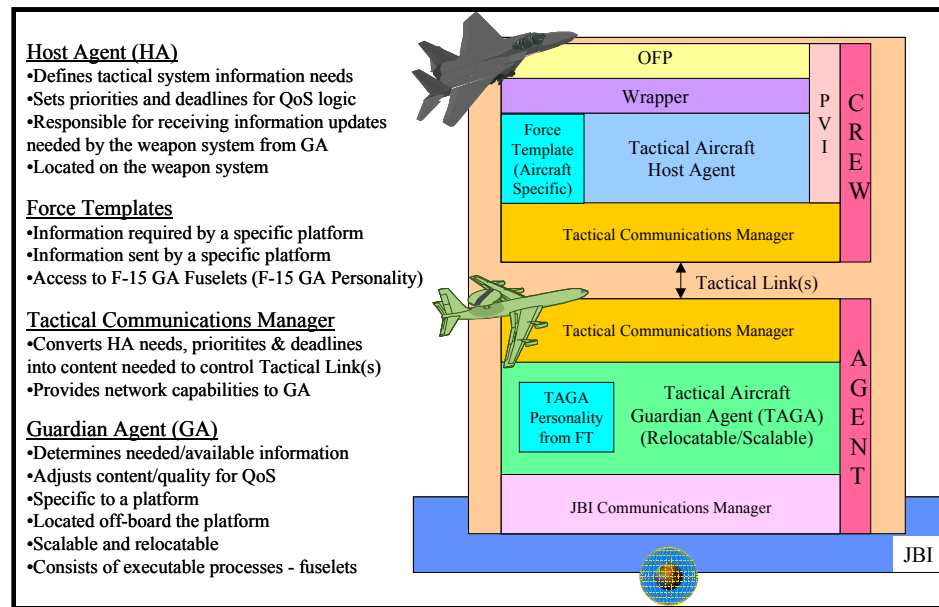 Host Agent (HA)
•Defines tactical system information needs
•Sets priorities and deadlines for QoS logic
•Responsible for receiving information updates
needed by the weapon system from GA
•Located on the weapon system
Force Templates
•Information required by a specific platform
•Information sent by a specific platform
•Access to F-15 GA Fuselets (F-15 GA Personality)
Tactical Communications Manager
•Converts HA needs, prioritites & deadlines
into content needed to control Tactical Link(s)
•Provides network capabilities to GA
Guardian Agent (GA)
•Determines needed/available information
•Adjusts content/quality for QoS
•Specific to a platform
•Located off-board the platform
•Scalable and relocatable
•Consists of executable processes - fuselets
OFP
Wrapper
Force
Template
(Aircraft
Specific)
Tactical Aircraft
Host Agent
P
V
I
C
R
E
W
Tactical Communications Manager
Tactical Link(s)
Tactical Communications Manager
TAGA
Personality
from FT
Tactical Aircraft
Guardian Agent (TAGA)
(Relocatable/Scalable)
A
G
E
N
T
JBI Communications Manager
JBI